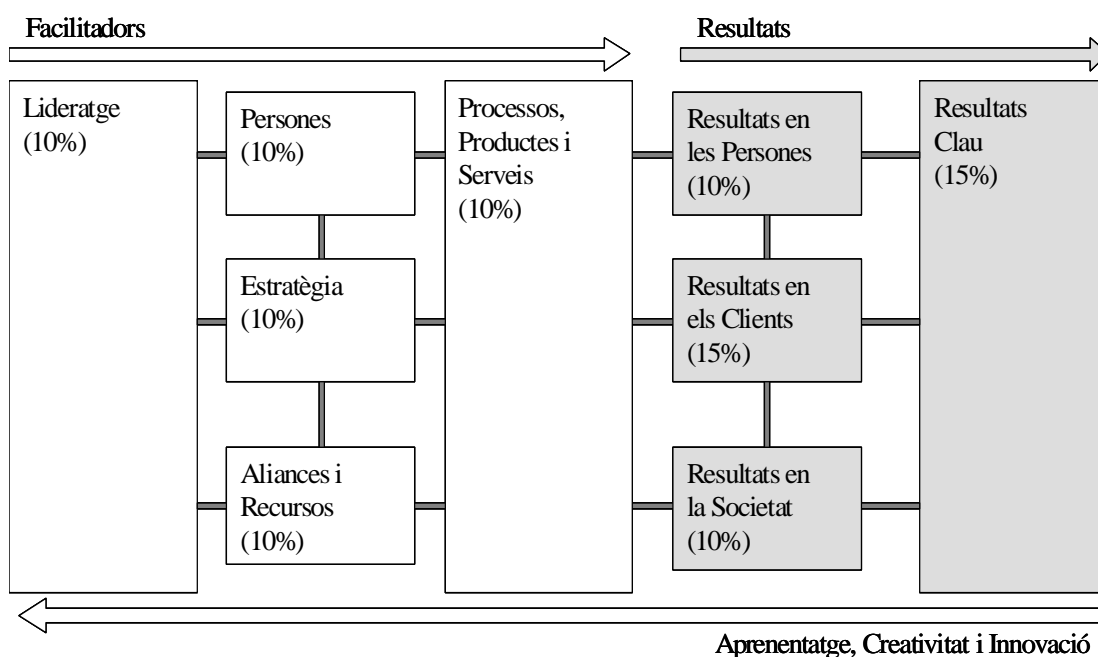 Facilitadors
Resultats
Lideratge
(10%)
Persones
(10%)
Estratègia
(10%)
Aliances i
Recursos
(10%)
Processos,
Productes i
Serveis
(10%)
Resultats en
les Persones
(10%)
Resultats en
els Clients
(15%)
Resultats en
la Societat
(10%)
Resultats
Clau
(15%)
Aprenentatge, Creativitat i Innovació